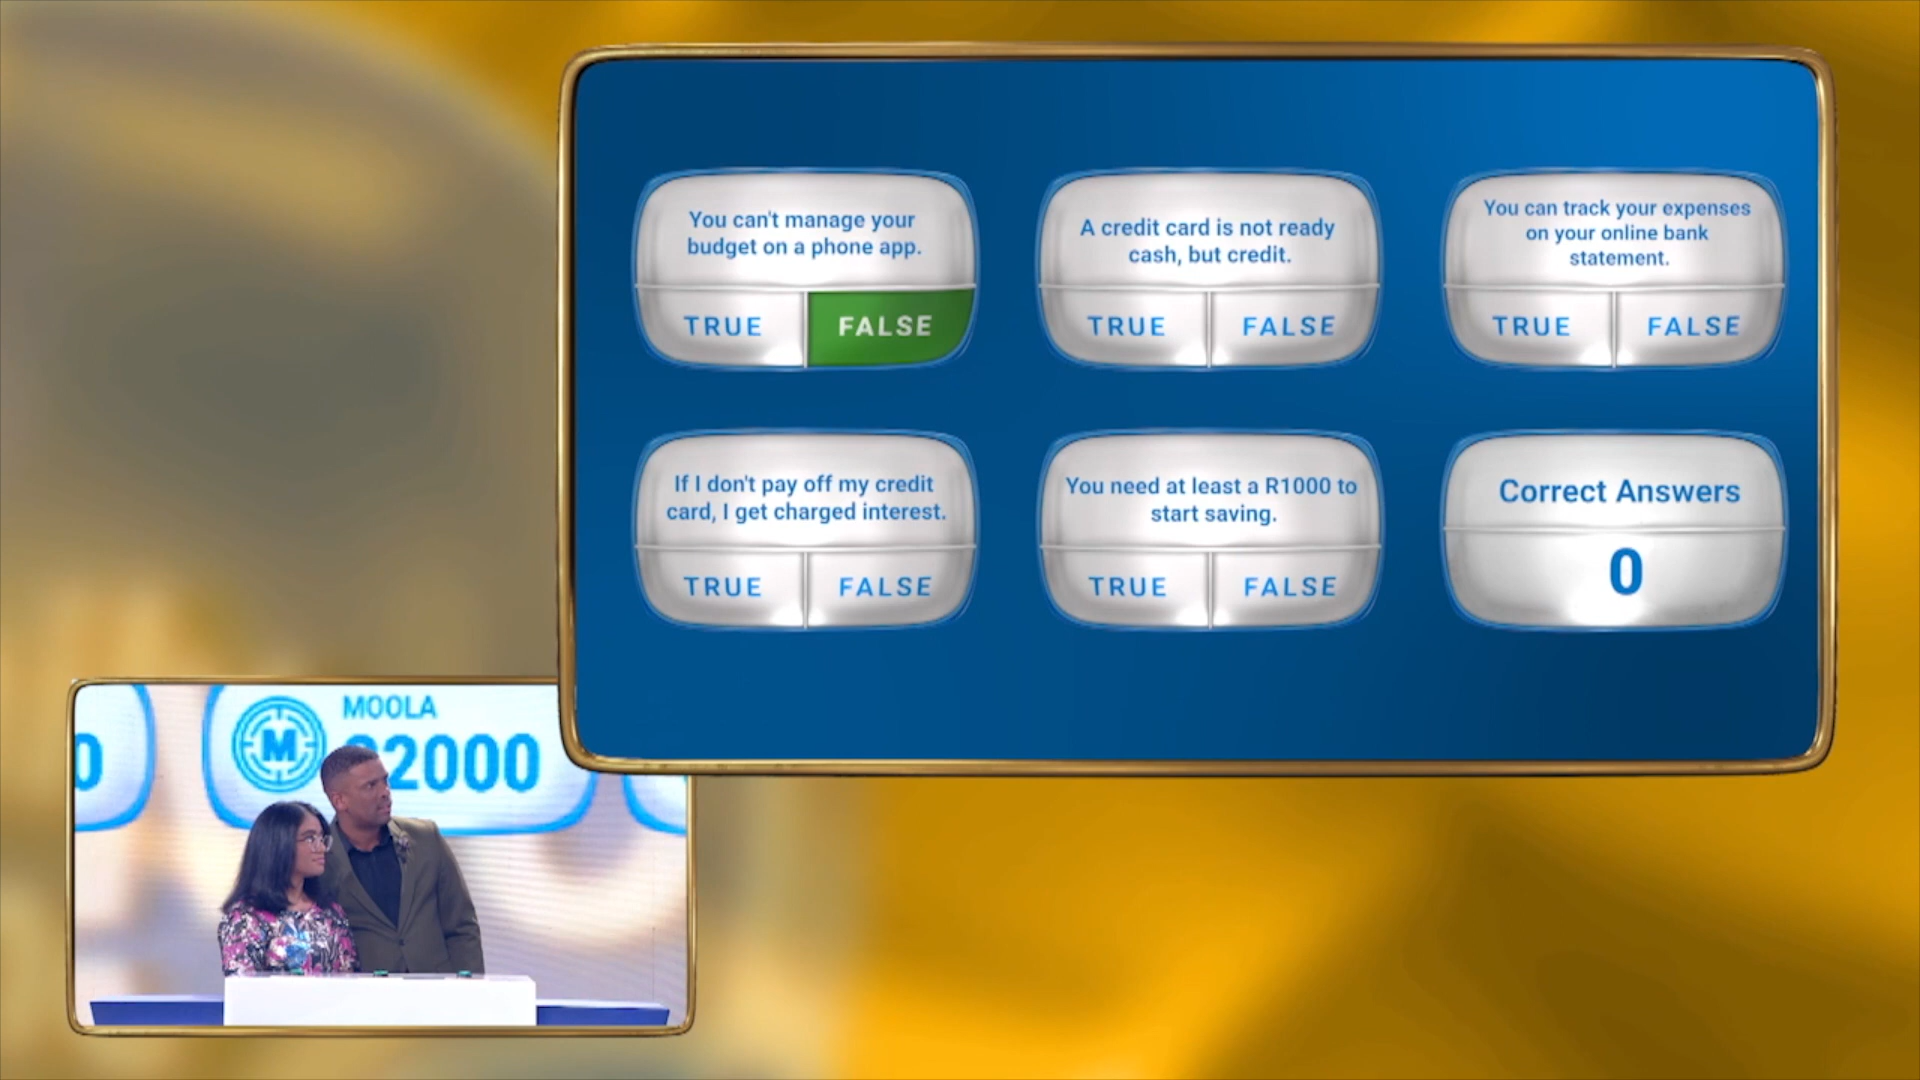 You can't manage your
budget on a phone app.
TRUE FALSE
A credit card is not ready
cash, but credit.
TRUE FALSE
You can track your expenses
on your online bank
statement.
TRUE FALSE
If I don't pay off my credit
card, I get charged interest.
TRUE FALSE
You need at least a R1000 to
start saving.
TRUE FALSE
Correct Answers
0
0
M
MOOLA
2000